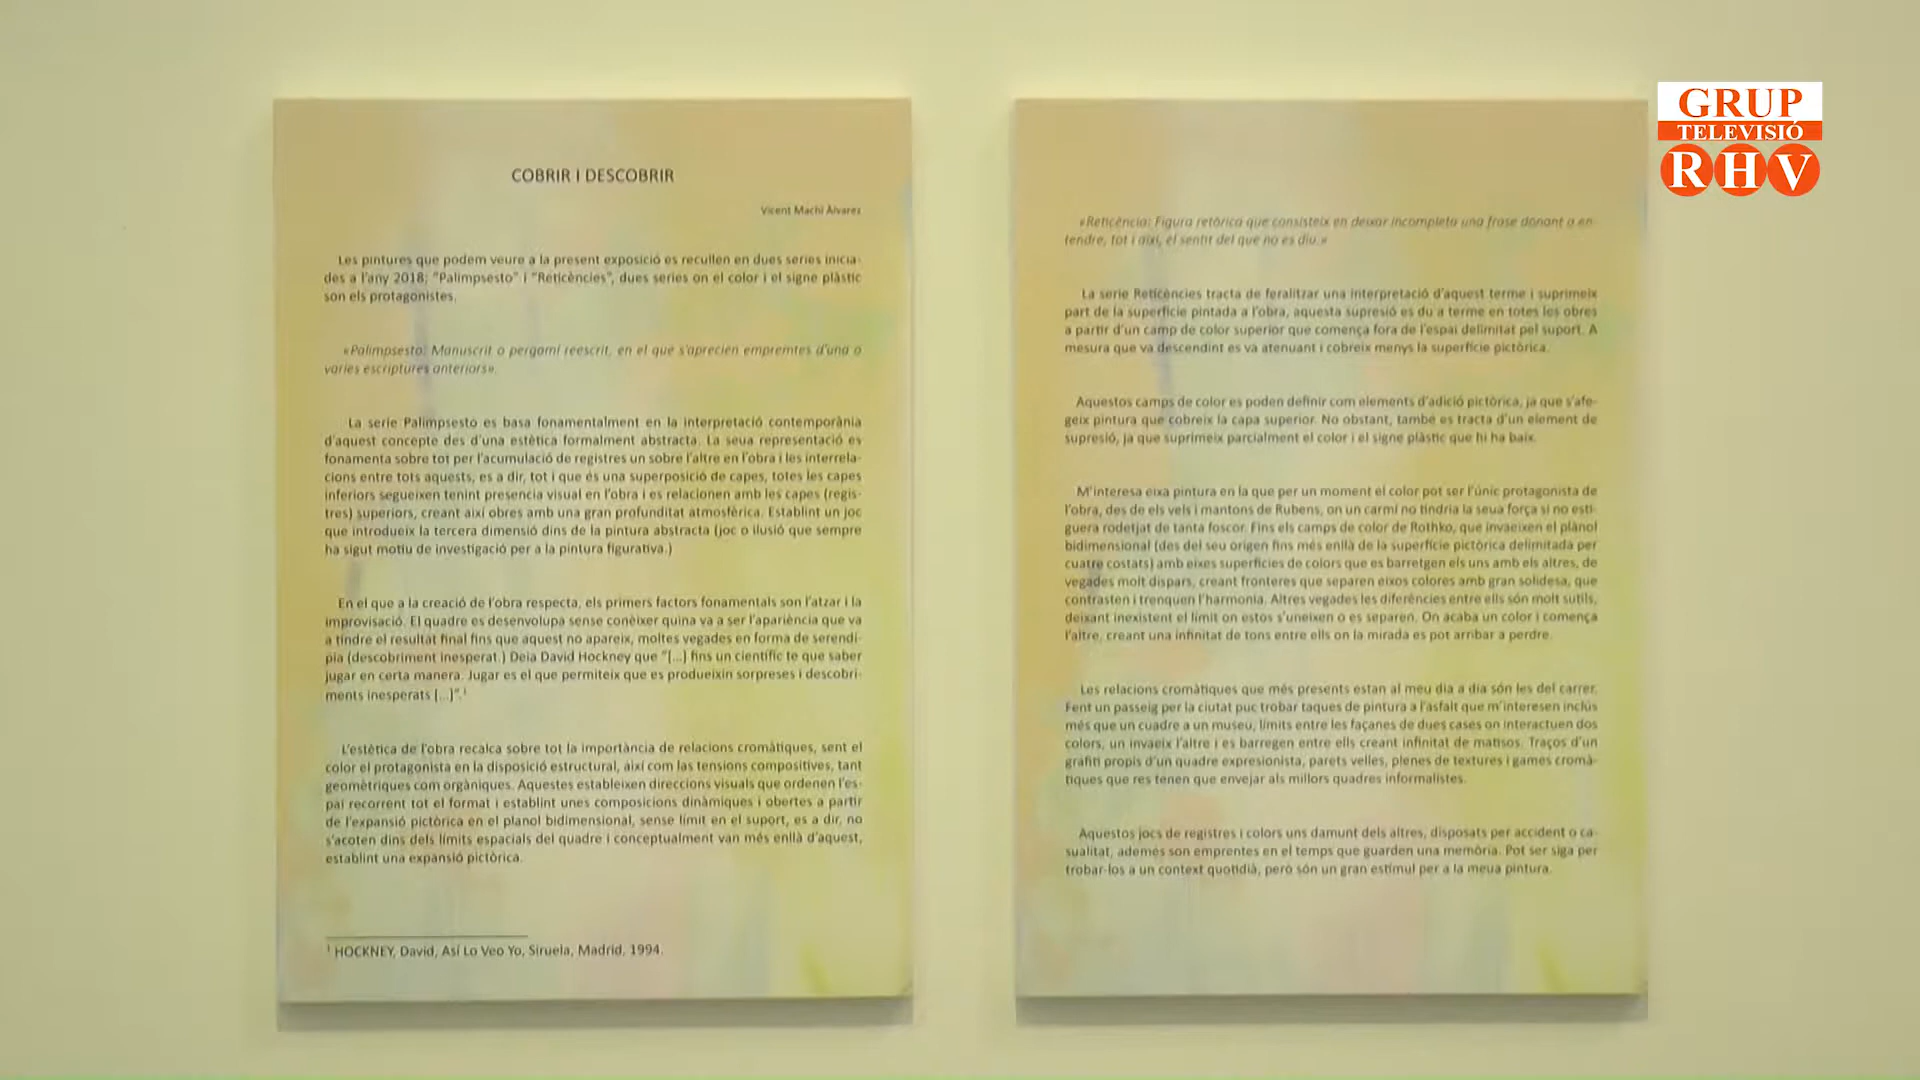 COBRIR I DESCOBRIR
Vicent Machí Álvarez
Les pintures que podem veure a la present exposició es recullen en dues series inicia-
des a l'any 2018; "Palimpsesto" i "Reticències", dues series on el color i el signe plàstic
son els protagonistes.
«Palimpsesto: Manuscrit o pergamí reescrit, en el que s'aprecien empremtes d'una o
varies escriptures anteriors».
La serie Palimpsesto es basa fonamentalment en la interpretació contemporània
d'aquest concepte des d'una estètica formalment abstracta. La seua representació es
fonamenta sobre tot per l'acumulació de registres un sobre l'altre en l'obra i les interrela-
cions entre tots aquests, es a dir, tot i que és una superposició de capes, totes les capes
inferiors segueixen tenint presencia visual en l'obra i es relacionen amb les capes (regis-
tres) superiors, creant així obres amb una gran profunditat atmosfèrica. Establint un joc
que introdueix la tercera dimensió dins de la pintura abstracta (joc o ilusió que sempre
ha sigut motiu de investigació per a la pintura figurativa.)
En el que a la creació de l'obra respecta, els primers factors fonamentals son l'atzar i la
improvisació. El quadre es desenvolupa sense conèixer quina va a ser l'apariència que va
a tindre el resultat final fins que aquest no apareix, moltes vegades en forma de serendi-
pia (descobriment inesperat.) Deia David Hockney que "[...] fins un científic te que saber
jugar en certa manera. Jugar es el que permiteix que es produeixin sorpreses i descobri-
ments inesperats [...]".¹
L'estètica de l'obra recalca sobre tot la importància de relacions cromàtiques, sent el
color el protagonista en la disposició estructural, així com las tensions compositives, tant
geomètriques com orgàniques. Aquestes estableixen direccions visuals que ordenen l'es-
pai recorrent tot el format i establint unes composicions dinàmiques i obertes a partir
de l'expansió pictòrica en el planol bidimensional, sense límit en el suport, es a dir, no
s'acoten dins dels límits espacials del quadre i conceptualment van més enllà d'aquest,
establint una expansió pictòrica.
¹ HOCKNEY, David, Así Lo Veo Yo, Siruela, Madrid, 1994.
«Reticència: Figura retòrica que consisteix en deixar incompleta una frase donant a en-
tendre, tot i així, el sentit del que no es diu.»
La serie Reticències tracta de feralitzar una interpretació d'aquest terme i suprimeix
part de la superfície pintada a l'obra, aquesta supresió es du a terme en totes les obres
a partir d'un camp de color superior que comença fora de l'espai delimitat pel suport. A
mesura que va descendint es va atenuant i cobreix menys la superfície pictòrica.
Aquestos camps de color es poden definir com elements d'adició pictòrica, ja que s'afe-
geix pintura que cobreix la capa superior. No obstant, també es tracta d'un element de
supresió, ja que suprimeix parcialment el color i el signe plàstic que hi ha baix.
M'interesa eixa pintura en la que per un moment el color pot ser l'únic protagonista de
l'obra, des de els vels i mantons de Rubens, on un carmí no tindria la seua força si no esti-
guera rodetjat de tanta foscor. Fins els camps de color de Rothko, que invaeixen el plànol
bidimensional (des del seu origen fins més enllà de la superfície pictòrica delimitada per
cuatre costats) amb eixes superfícies de colors que es barretgen els uns amb els altres, de
vegades molt dispars, creant fronteres que separen eixos colores amb gran solidesa, que
contrasten i trenquen l'harmonia. Altres vegades les diferències entre ells són molt sutils,
deixant inexistent el límit on estos s'uneixen o es separen. On acaba un color i comença
l'altre, creant una infinitat de tons entre ells on la mirada es pot arribar a perdre.
Les relacions cromàtiques que més presents estan al meu dia a dia són les del carrer.
Fent un passeig per la ciutat puc trobar taques de pintura a l'asfalt que m'interesen inclús
més que un cuadre a un museu, límits entre les façanes de dues cases on interactuen dos
colors, un invaeix l'altre i es barregen entre ells creant infinitat de matisos. Traços d'un
grafiti propis d'un quadre expresionista, parets velles, plenes de textures i games cromà-
tiques que res tenen que envejar als millors quadres informalistes.
Aquestos jocs de registres i colors uns damunt dels altres, disposats per accident o ca-
sualitat, ademés son emprentes en el temps que guarden una memòria. Pot ser siga per
trobar-los a un context quotidià, però són un gran estímul per a la meua pintura.
GRUP
TELEVISIÓ
RHV